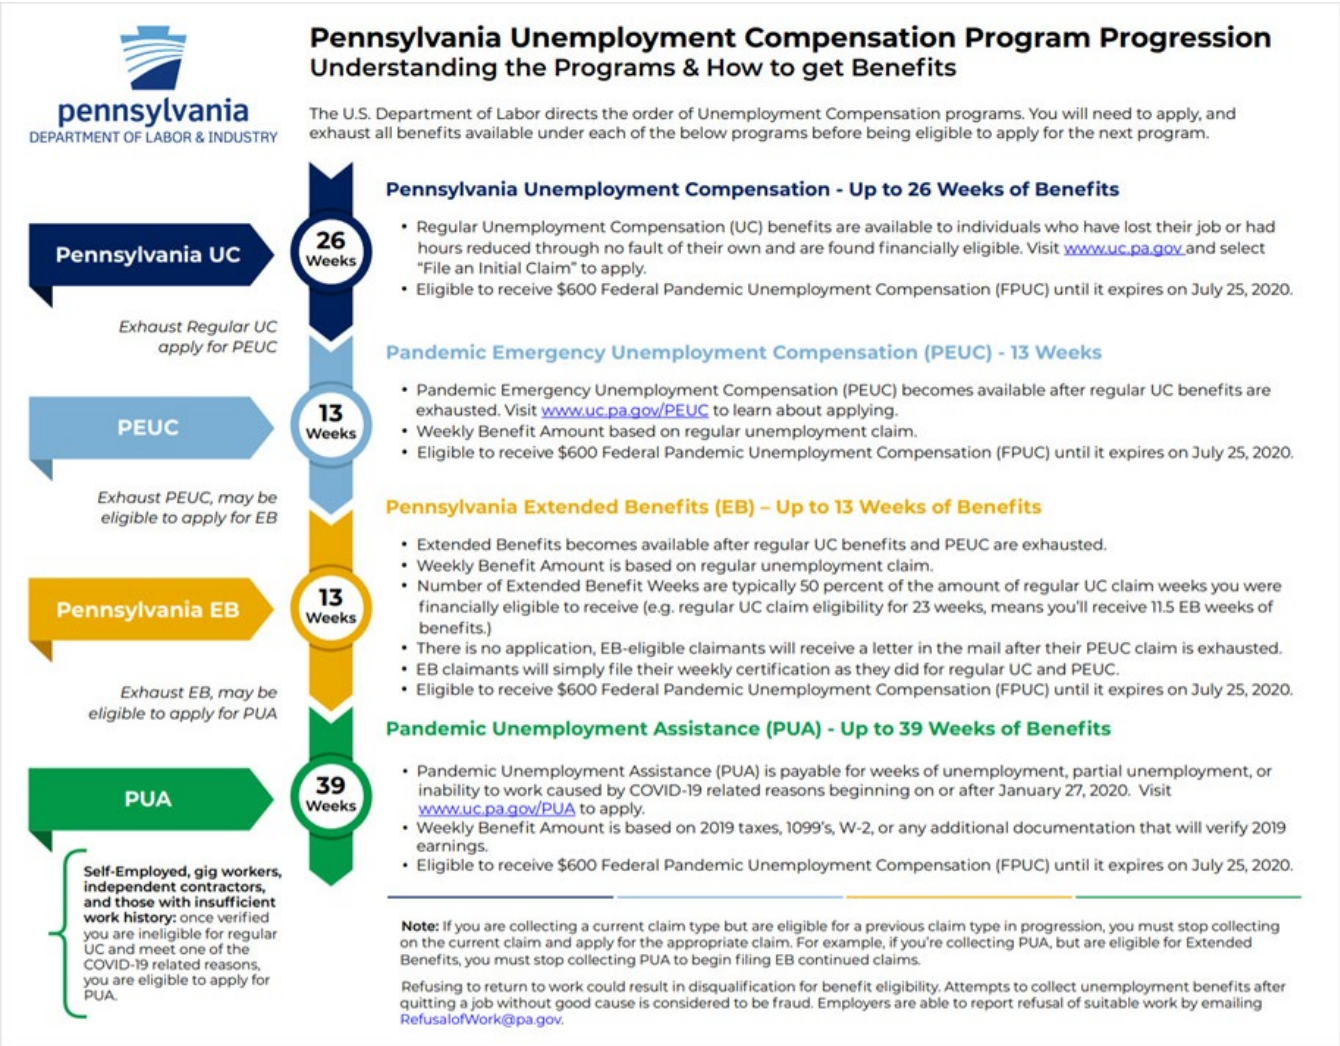 pennsylvania
DEPARTMENT OF LABOR & INDUSTRY
Pennsylvania Unemployment Compensation Program Progression
Understanding the Programs & How to get Benefits
The U.S. Department of Labor directs the order of Unemployment Compensation programs. You will need to apply, and
exhaust all benefits available under each of the below programs before being eligible to apply for the next program.
Pennsylvania UC
26
Weeks
Pennsylvania Unemployment Compensation - Up to 26 Weeks of Benefits
• Regular Unemployment Compensation (UC) benefits are available to individuals who have lost their job or had
hours reduced through no fault of their own and are found financially eligible. Visit www.uc.pa.gov and select
“File an Initial Claim” to apply.
• Eligible to receive $600 Federal Pandemic Unemployment Compensation (FPUC) until it expires on July 25, 2020.
Exhaust Regular UC
apply for PEUC
PEUC
13
Weeks
Pandemic Emergency Unemployment Compensation (PEUC) - 13 Weeks
• Pandemic Emergency Unemployment Compensation (PEUC) becomes available after regular UC benefits are
exhausted. Visit www.uc.pa.gov/PEUC to learn about applying.
• Weekly Benefit Amount based on regular unemployment claim.
• Eligible to receive $600 Federal Pandemic Unemployment Compensation (FPUC) until it expires on July 25, 2020.
Exhaust PEUC, may be
eligible to apply for EB
Pennsylvania EB
13
Weeks
Pennsylvania Extended Benefits (EB) – Up to 13 Weeks of Benefits
• Extended Benefits becomes available after regular UC benefits and PEUC are exhausted.
• Weekly Benefit Amount is based on regular unemployment claim.
• Number of Extended Benefit Weeks are typically 50 percent of the amount of regular UC claim weeks you were
financially eligible to receive (e.g. regular UC claim eligibility for 23 weeks, means you’ll receive 11.5 EB weeks of
benefits.)
• There is no application, EB-eligible claimants will receive a letter in the mail after their PEUC claim is exhausted.
• EB claimants will simply file their weekly certification as they did for regular UC and PEUC.
• Eligible to receive $600 Federal Pandemic Unemployment Compensation (FPUC) until it expires on July 25, 2020.
Exhaust EB, may be
eligible to apply for PUA
PUA
39
Weeks
Pandemic Unemployment Assistance (PUA) - Up to 39 Weeks of Benefits
• Pandemic Unemployment Assistance (PUA) is payable for weeks of unemployment, partial unemployment, or
inability to work caused by COVID-19 related reasons beginning on or after January 27, 2020. Visit
www.uc.pa.gov/PUA to apply.
• Weekly Benefit Amount is based on 2019 taxes, 1099’s, W-2, or any additional documentation that will verify 2019
earnings.
• Eligible to receive $600 Federal Pandemic Unemployment Compensation (FPUC) until it expires on July 25, 2020.
Self-Employed, gig workers,
independent contractors,
and those with insufficient
work history: once verified
you are ineligible for regular
UC and meet one of the
COVID-19 related reasons,
you are eligible to apply for
PUA.
Note: If you are collecting a current claim type but are eligible for a previous claim type in progression, you must stop collecting
on the current claim and apply for the appropriate claim. For example, if you’re collecting PUA, but are eligible for Extended
Benefits, you must stop collecting PUA to begin filing EB continued claims.
Refusing to return to work could result in disqualification for benefit eligibility. Attempts to collect unemployment benefits after
quitting a job without good cause is considered to be fraud. Employers are able to report refusal of suitable work by emailing
RefusalofWork@pa.gov.